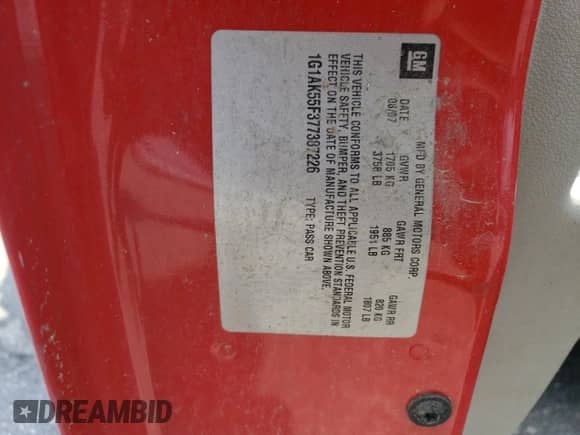 GM
MFD BY GENERAL MOTORS CORP
DATE GVWR GAWR FRT GAWR RR
06/07 1705 KG 885 KG 820 KG
3758 LB 1951 LB 1807 LB
THIS VEHICLE CONFORMS TO ALL APPLICABLE U.S. FEDERAL MOTOR
VEHICLE SAFETY, BUMPER, AND THEFT PREVENTION STANDARDS IN
EFFECT ON THE DATE OF MANUFACTURE SHOWN ABOVE.
1G1AK55F377307226 TYPE: PASS CAR
DREAMBID